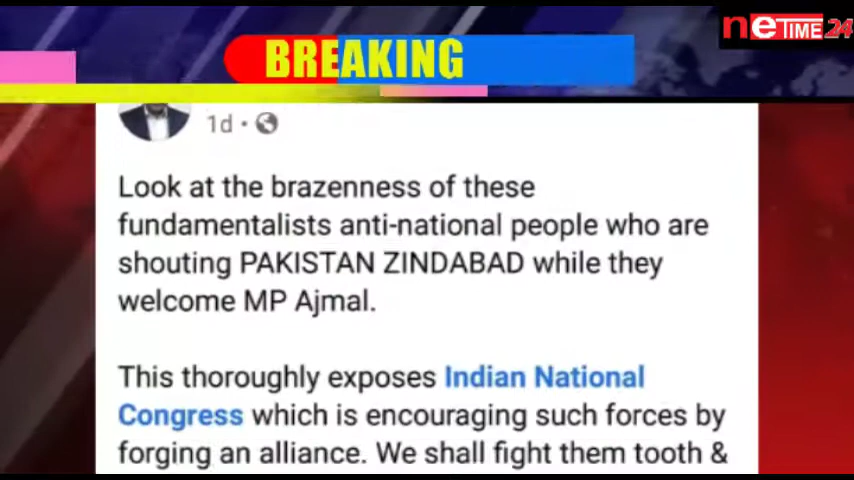 neTIME24
BREAKING
1d
Look at the brazenness of these
fundamentalists anti-national people who are
shouting PAKISTAN ZINDABAD while they
welcome MP Ajmal.
This thoroughly exposes Indian National
Congress which is encouraging such forces by
forging an alliance. We shall fight them tooth &